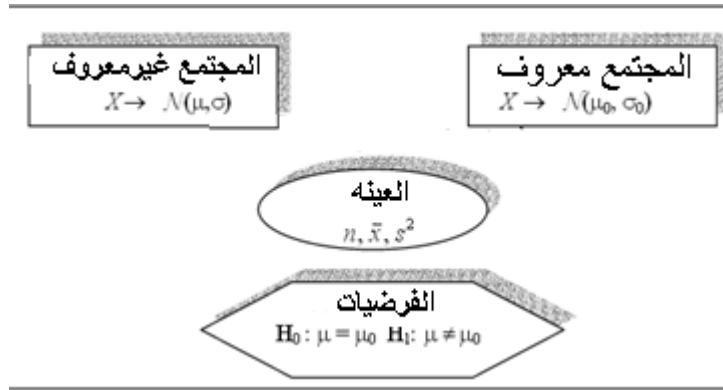 المجتمع معروف
X → N(μ₀, σ₀)
المجتمع غيرمعروف
X → N(μ,σ)
العينه
n, x̄, s²
الفرضيات
H₀: μ = μ₀ H₁: μ ≠ μ₀